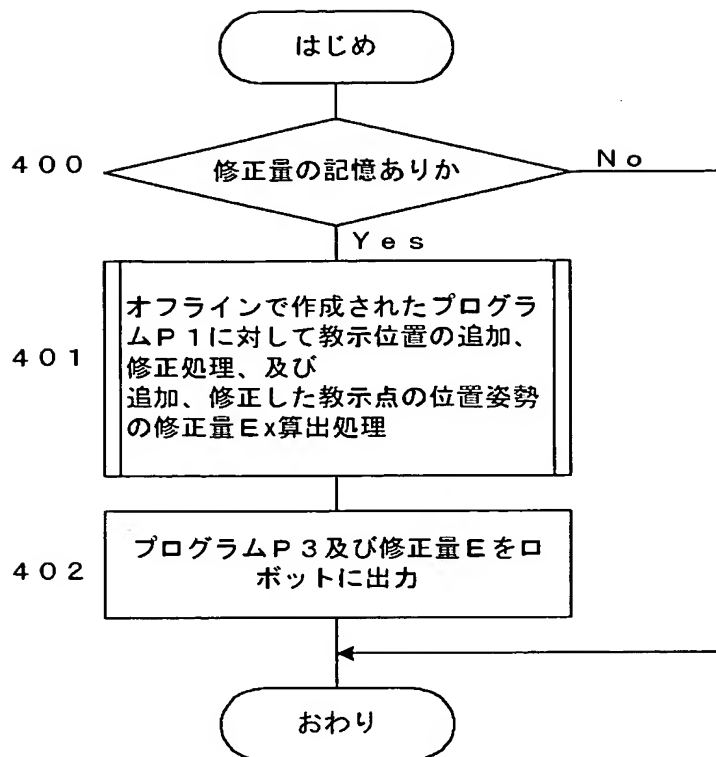 はじめ
400
修正量の記憶ありか
No
Yes
401
オフラインで作成されたプログラ
ムP1に対して教示位置の追加、
修正処理、及び
追加、修正した教示点の位置姿勢
の修正量Ex算出処理
402
プログラムP3及び修正量Eをロ
ボットに出力
おわり